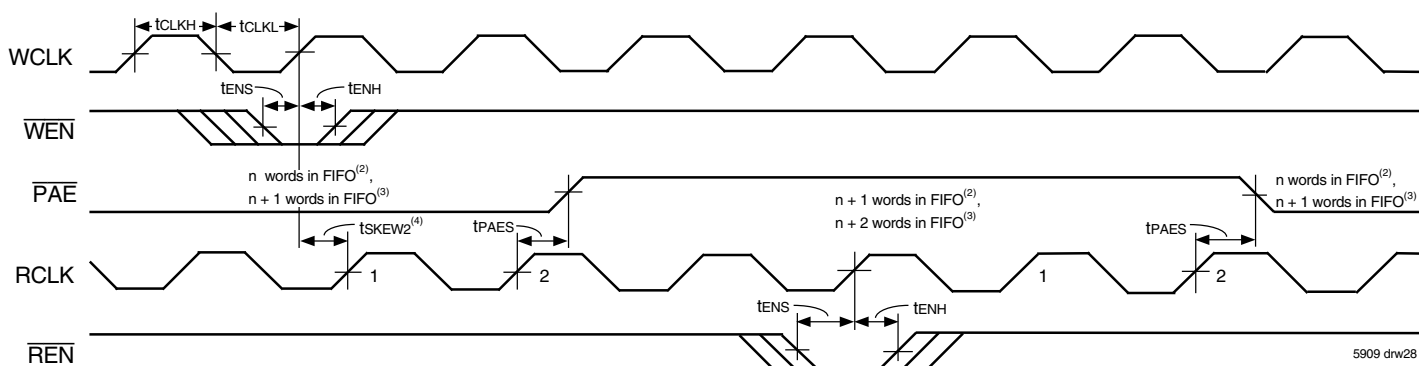 tCLKH
tCLKL
WCLK
tENS
tENH
WEN
n words in FIFO(2),
n + 1 words in FIFO(3)
PAE
n + 1 words in FIFO(2),
n + 2 words in FIFO(3)
n words in FIFO(2),
n + 1 words in FIFO(3)
tSKEW2(4)
tPAES
tPAES
RCLK
1
2
1
2
tENS
tENH
REN
5909 drw28